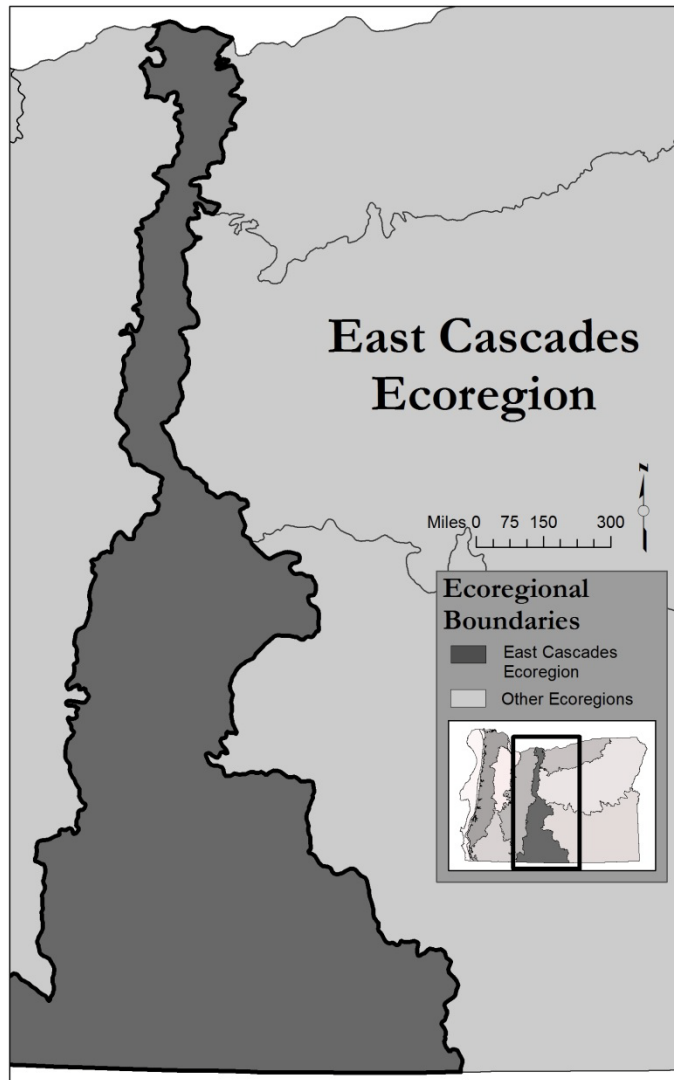 East Cascades
Ecoregion
N
Miles 0 75 150 300
Ecoregional
Boundaries
East Cascades
Ecoregion
Other Ecoregions